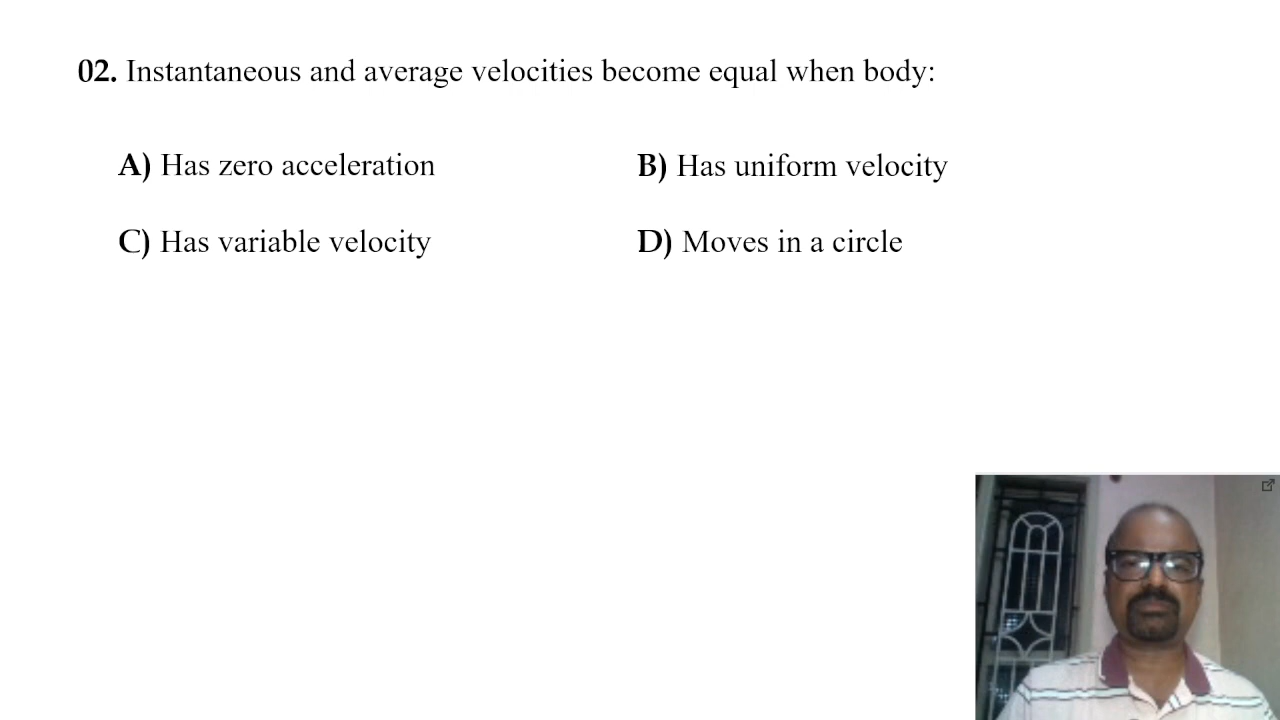 02. Instantaneous and average velocities become equal when body:
A) Has zero acceleration
B) Has uniform velocity
C) Has variable velocity
D) Moves in a circle